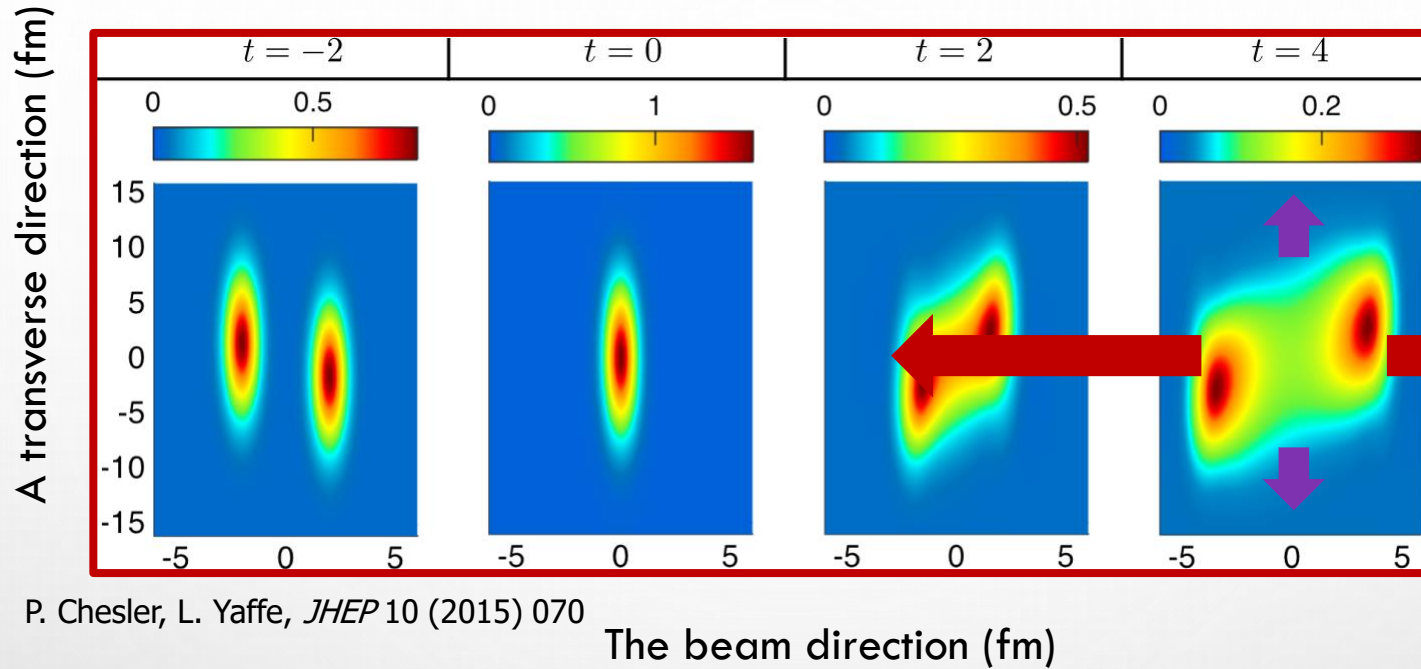 A transverse direction (fm)
t = −2 t = 0 t = 2 t = 4
0 0.5 0 1 0 0.5 0 0.2
15
10
5
0
-5
-10
-15
-5 0 5 -5 0 5 -5 0 5 -5 0 5
P. Chesler, L. Yaffe, JHEP 10 (2015) 070
The beam direction (fm)